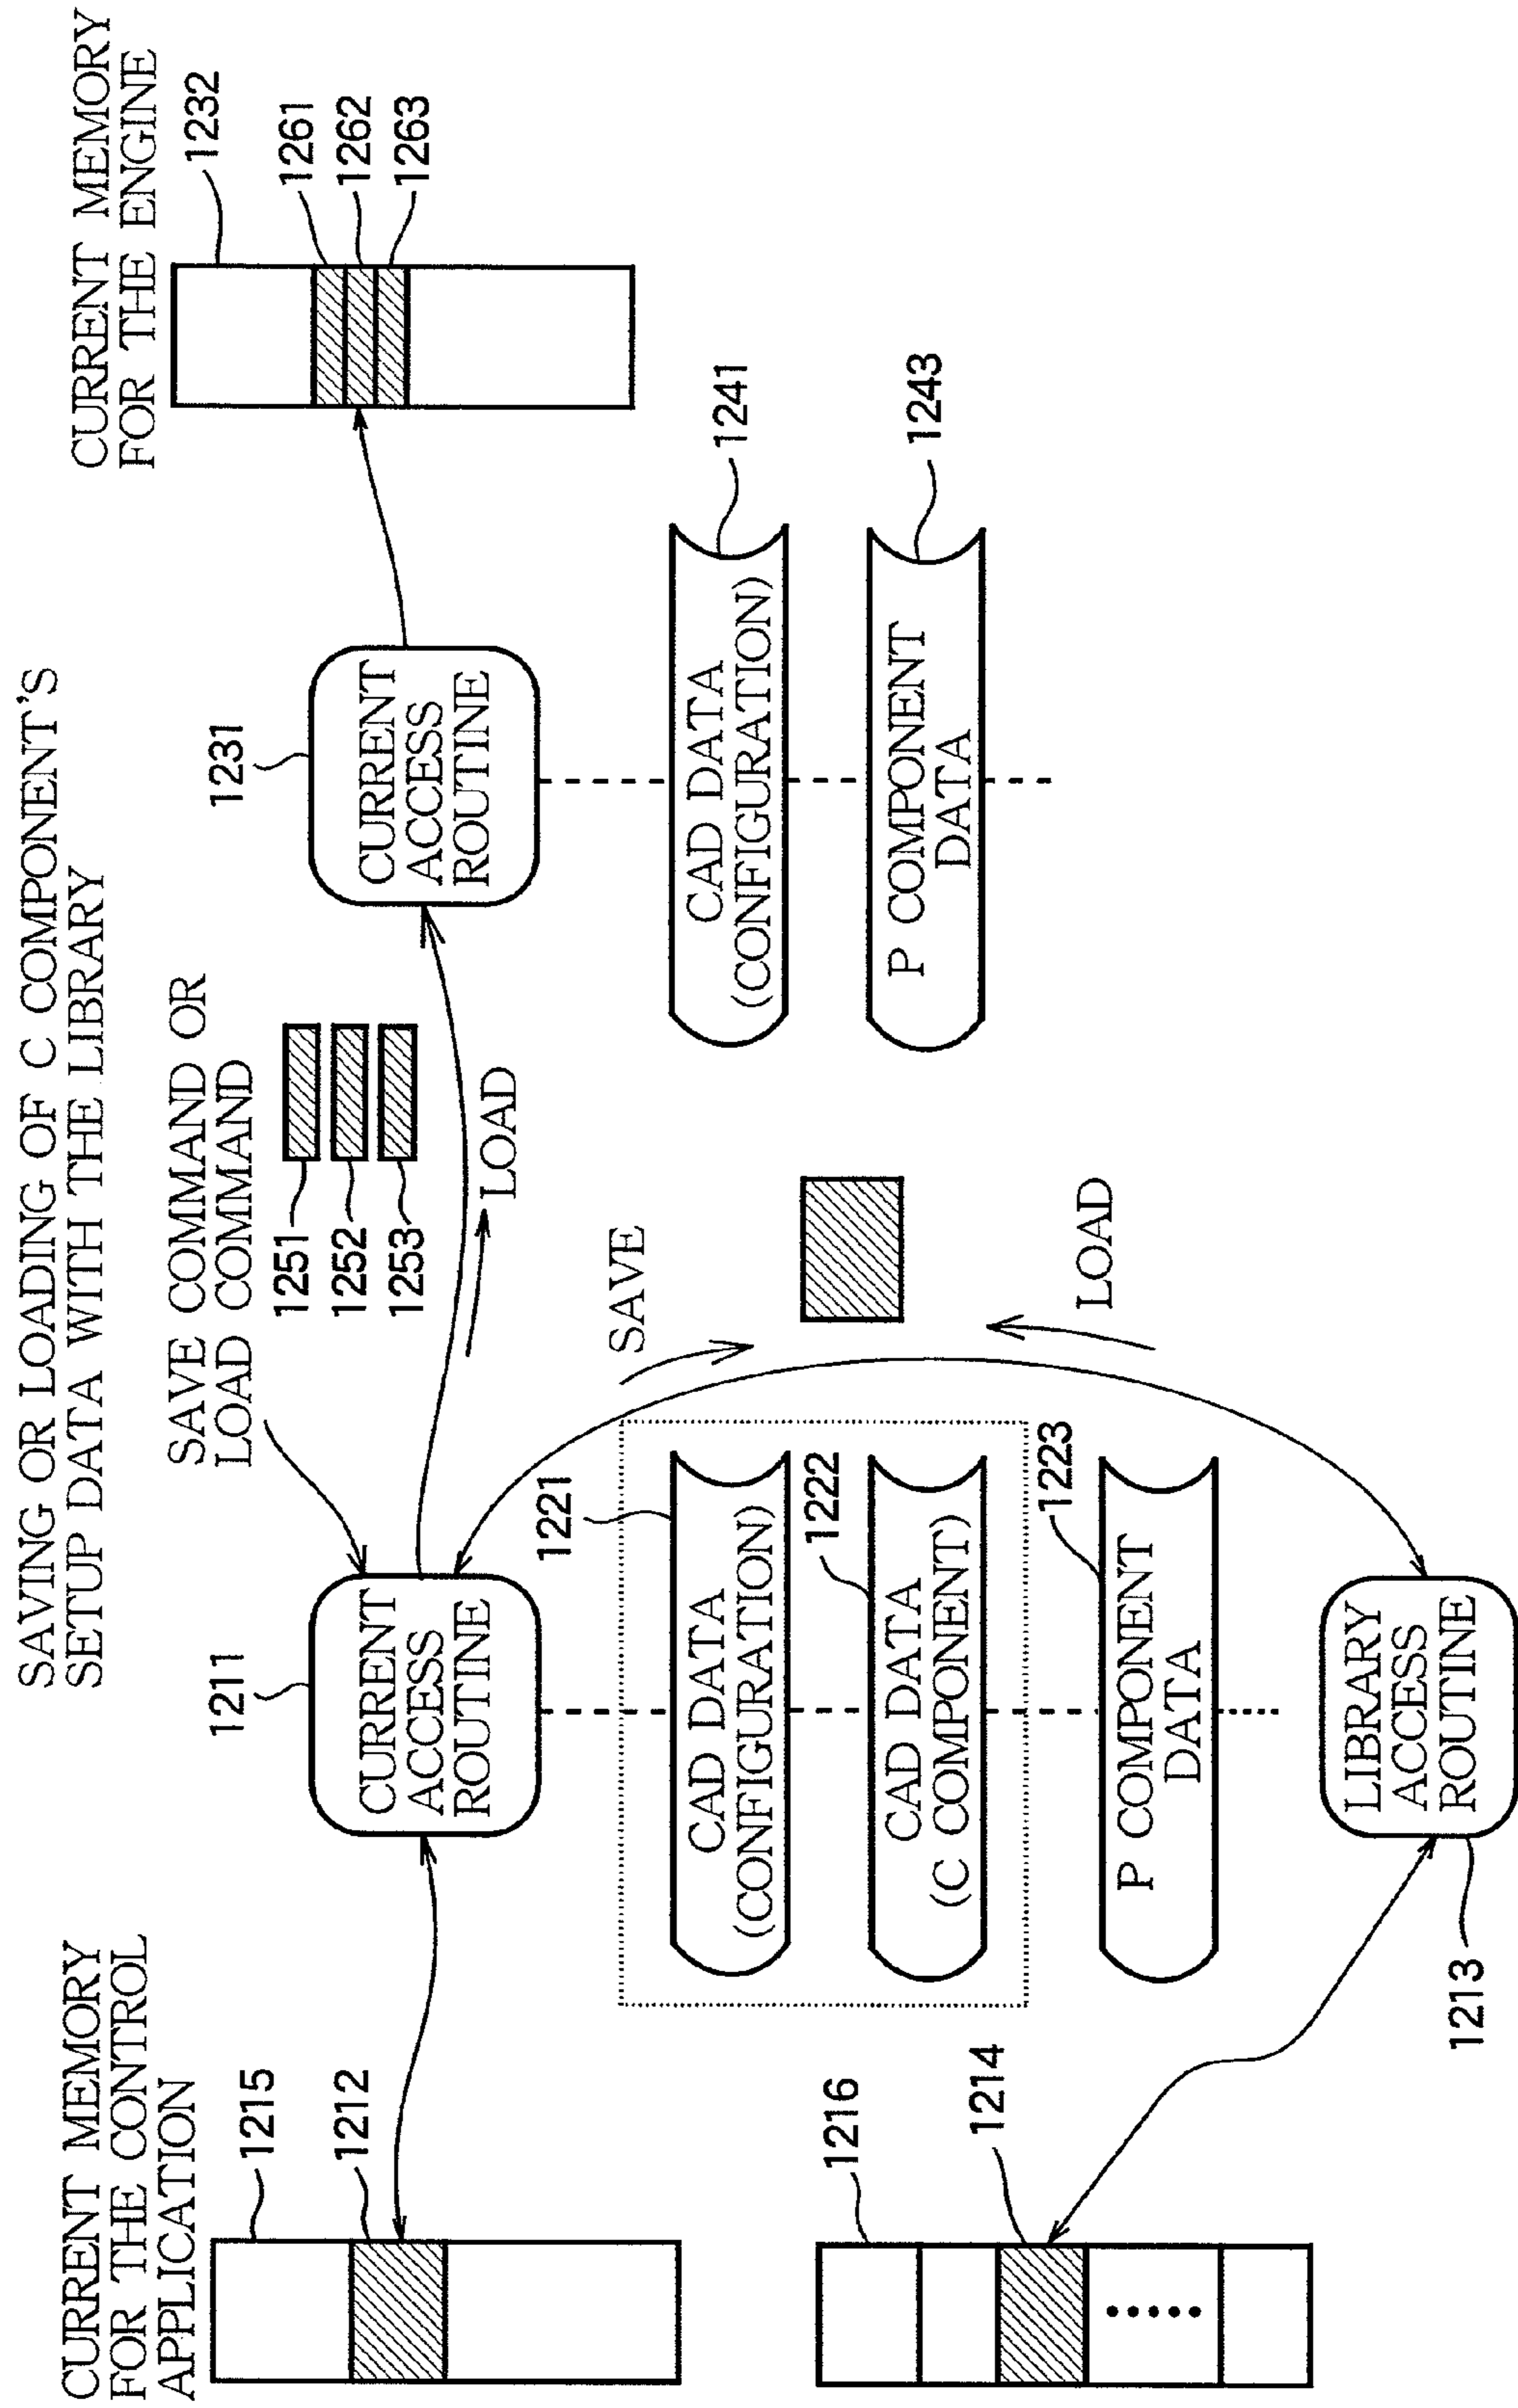 SAVING OR LOADING OF C COMPONENT'S
SETUP DATA WITH THE LIBRARY
CURRENT MEMORY
FOR THE CONTROL
APPLICATION
1215
1212
1211
CURRENT
ACCESS
ROUTINE
SAVE COMMAND OR
LOAD COMMAND
1251
1252
1253
LOAD
1231
CURRENT
ACCESS
ROUTINE
CURRENT MEMORY
FOR THE ENGINE
1232
1261
1262
1263
1221
CAD DATA
(CONFIGURATION)
1222
CAD DATA
(C COMPONENT)
1223
P COMPONENT
DATA
SAVE
LOAD
CAD DATA
(CONFIGURATION)
1241
P COMPONENT
DATA
1243
1216
1214
LIBRARY
ACCESS
ROUTINE
1213